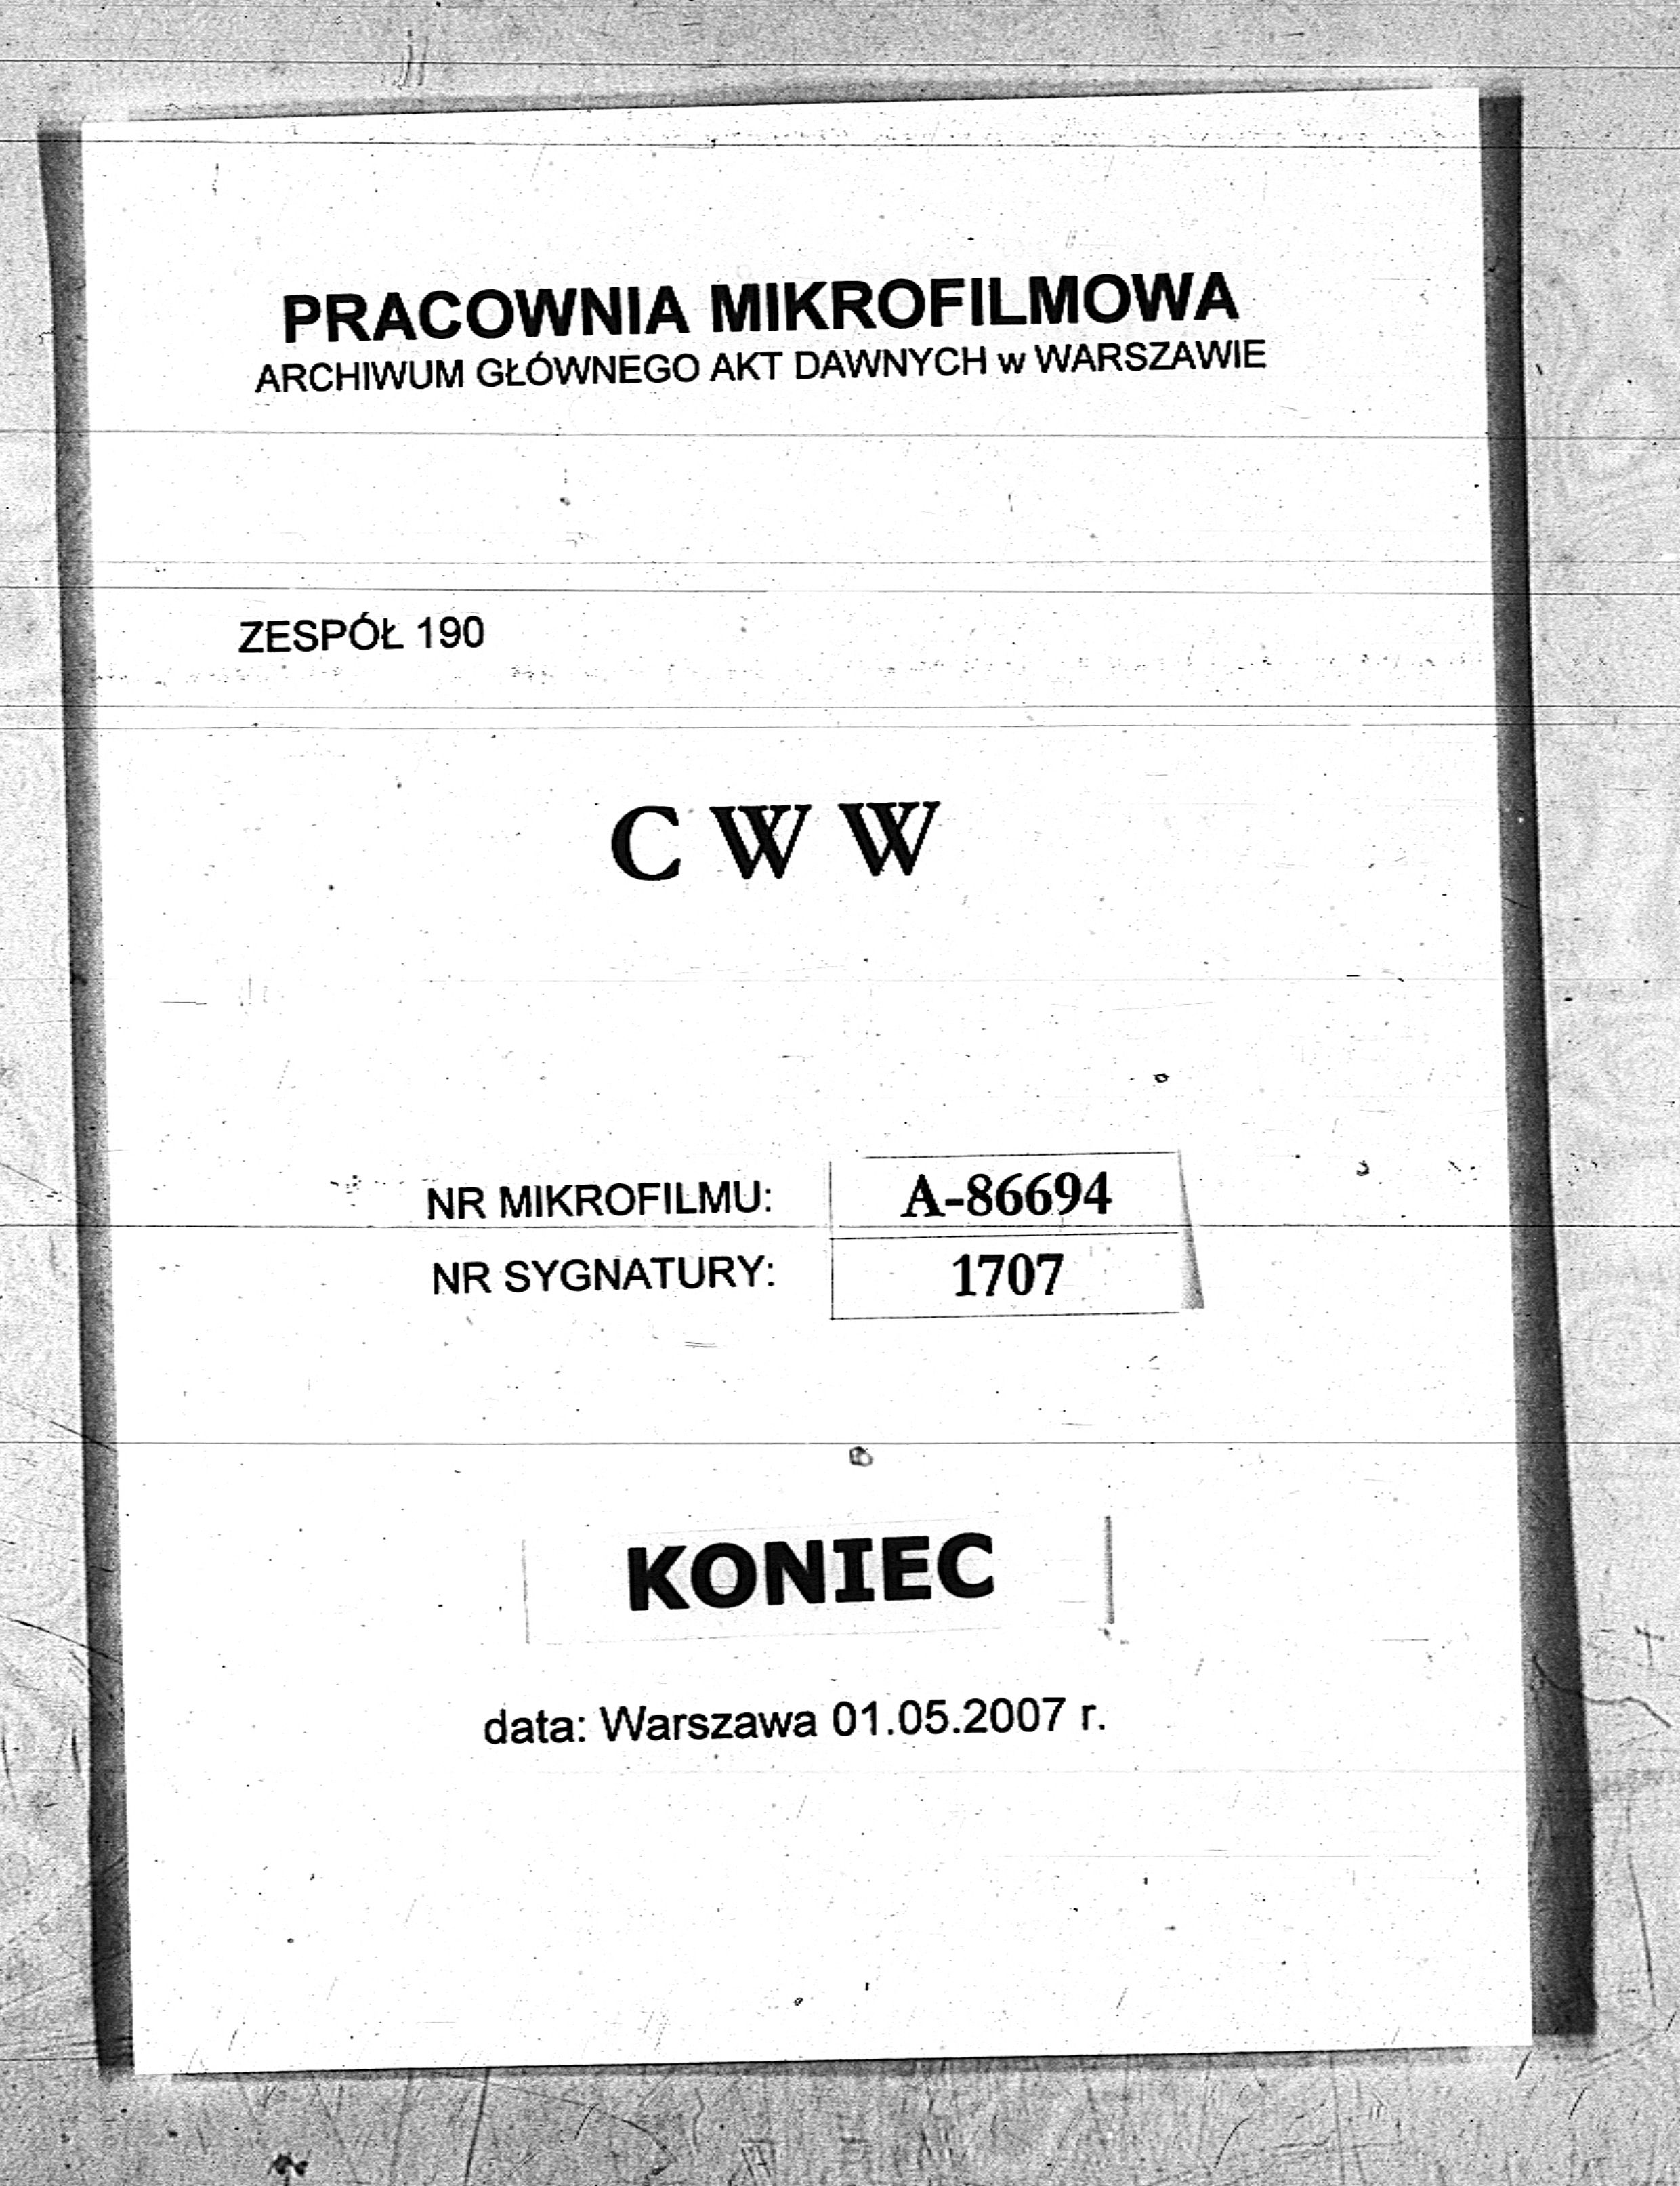 PRACOWNIA MIKROFILMOWA
ARCHIWUM GŁÓWNEGO AKT DAWNYCH w WARSZAWIE
ZESPÓŁ 190
C W W
NR MIKROFILMU: A-86694
NR SYGNATURY: 1707
KONIEC
data: Warszawa 01.05.2007 r.